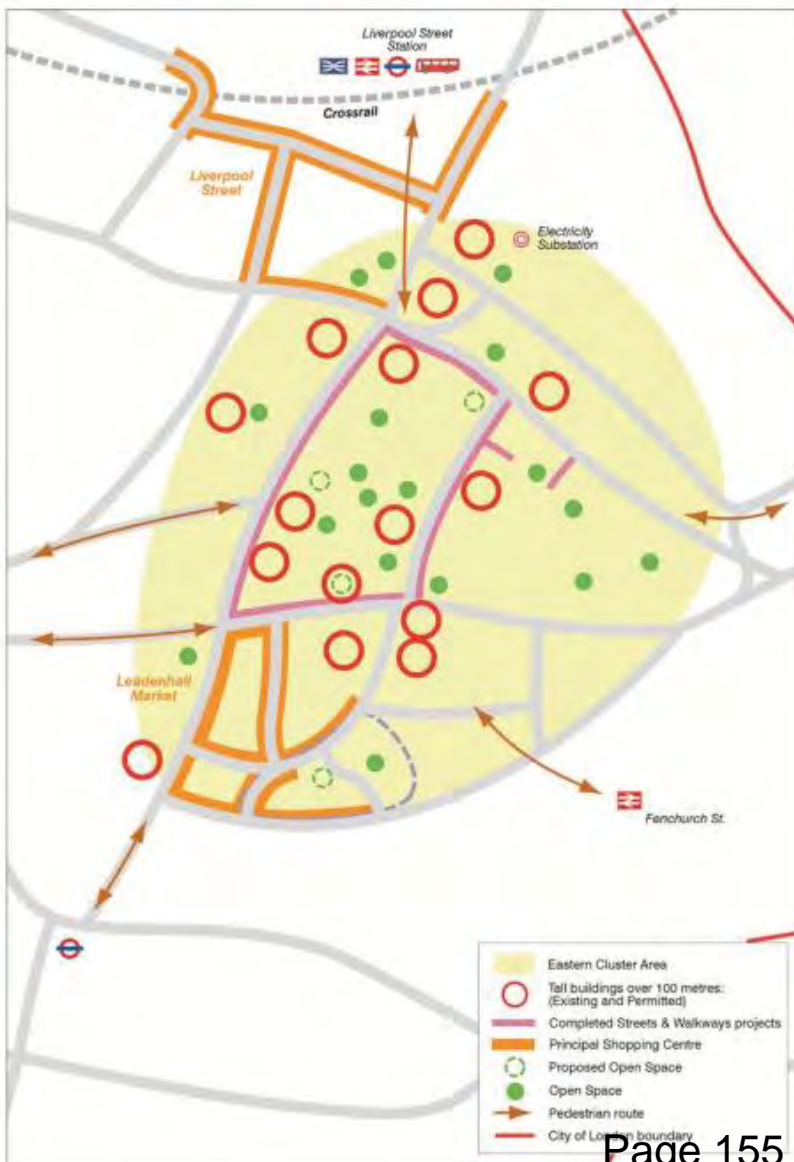 Liverpool Street
Station
Crossrail
Liverpool
Street
Electricity
Substation
Leadenhall
Market
Fenchurch St.
Eastern Cluster Area
Tall buildings over 100 metres:
(Existing and Permitted)
Completed Streets & Walkways projects
Principal Shopping Centre
Proposed Open Space
Open Space
Pedestrian route
City of London boundary
Page 155